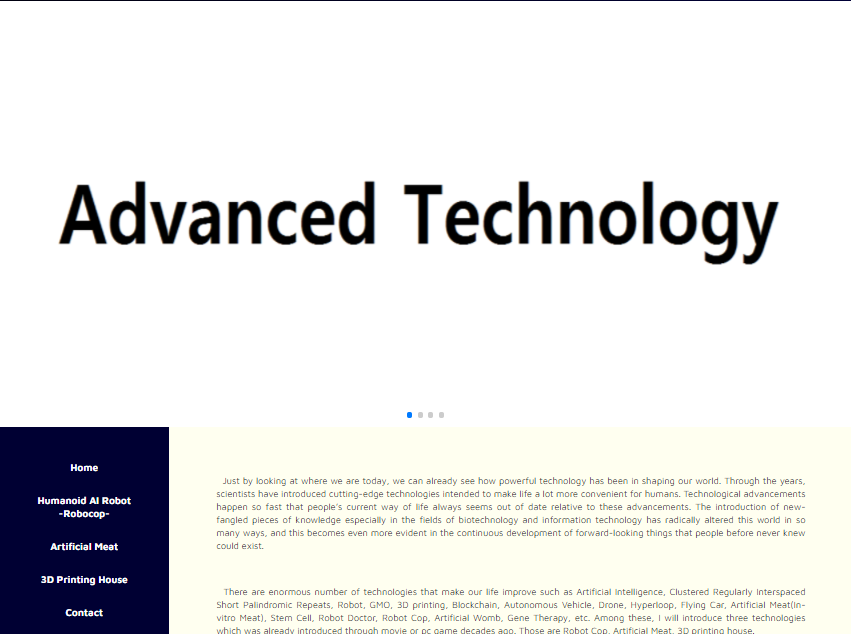 Advanced Technology
Home
Humanoid AI Robot
-Robocop-
Artificial Meat
3D Printing House
Contact
Just by looking at where we are today, we can already see how powerful technology has been in shaping our world. Through the years,
scientists have introduced cutting-edge technologies intended to make life a lot more convenient for humans. Technological advancements
happen so fast that people's current way of life always seems out of date relative to these advancements. The introduction of new-
fangled pieces of knowledge especially in the fields of biotechnology and information technology has radically altered this world in so
many ways, and this becomes even more evident in the continuous development of forward-looking things that people before never knew
could exist.
There are enormous number of technologies that make our life improve such as Artificial Intelligence, Clustered Regularly Interspaced
Short Palindromic Repeats, Robot, GMO, 3D printing, Blockchain, Autonomous Vehicle, Drone, Hyperloop, Flying Car, Artificial Meat(In-
vitro Meat), Stem Cell, Robot Doctor, Robot Cop, Artificial Womb, Gene Therapy, etc. Among these, I will introduce three technologies
which was already introduced through movie or pc game decades ago. Those are Robot Cop, Artificial Meat, 3D printing house.